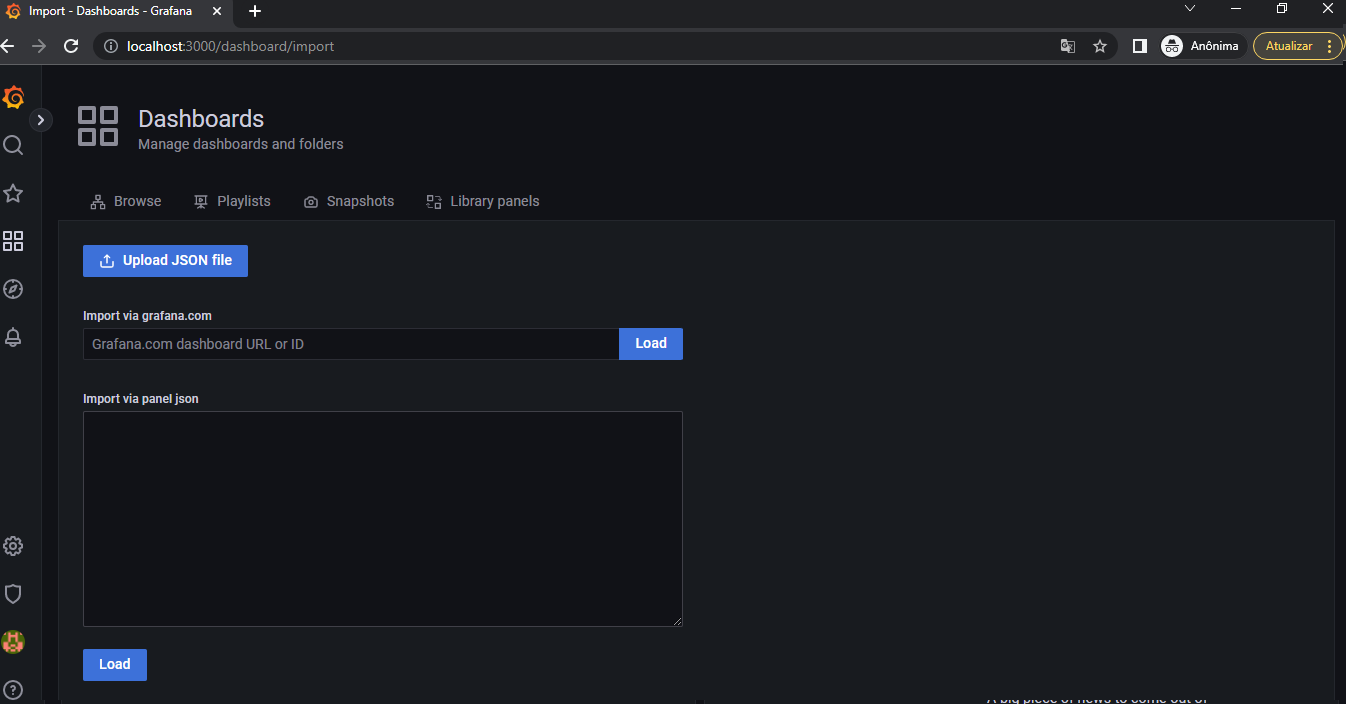 Import - Dashboards - Grafana
localhost:3000/dashboard/import
Anônima
Atualizar
Dashboards
Manage dashboards and folders
Browse
Playlists
Snapshots
Library panels
Upload JSON file
Import via grafana.com
Grafana.com dashboard URL or ID
Load
Import via panel json
Load
A big piece of news to come out of